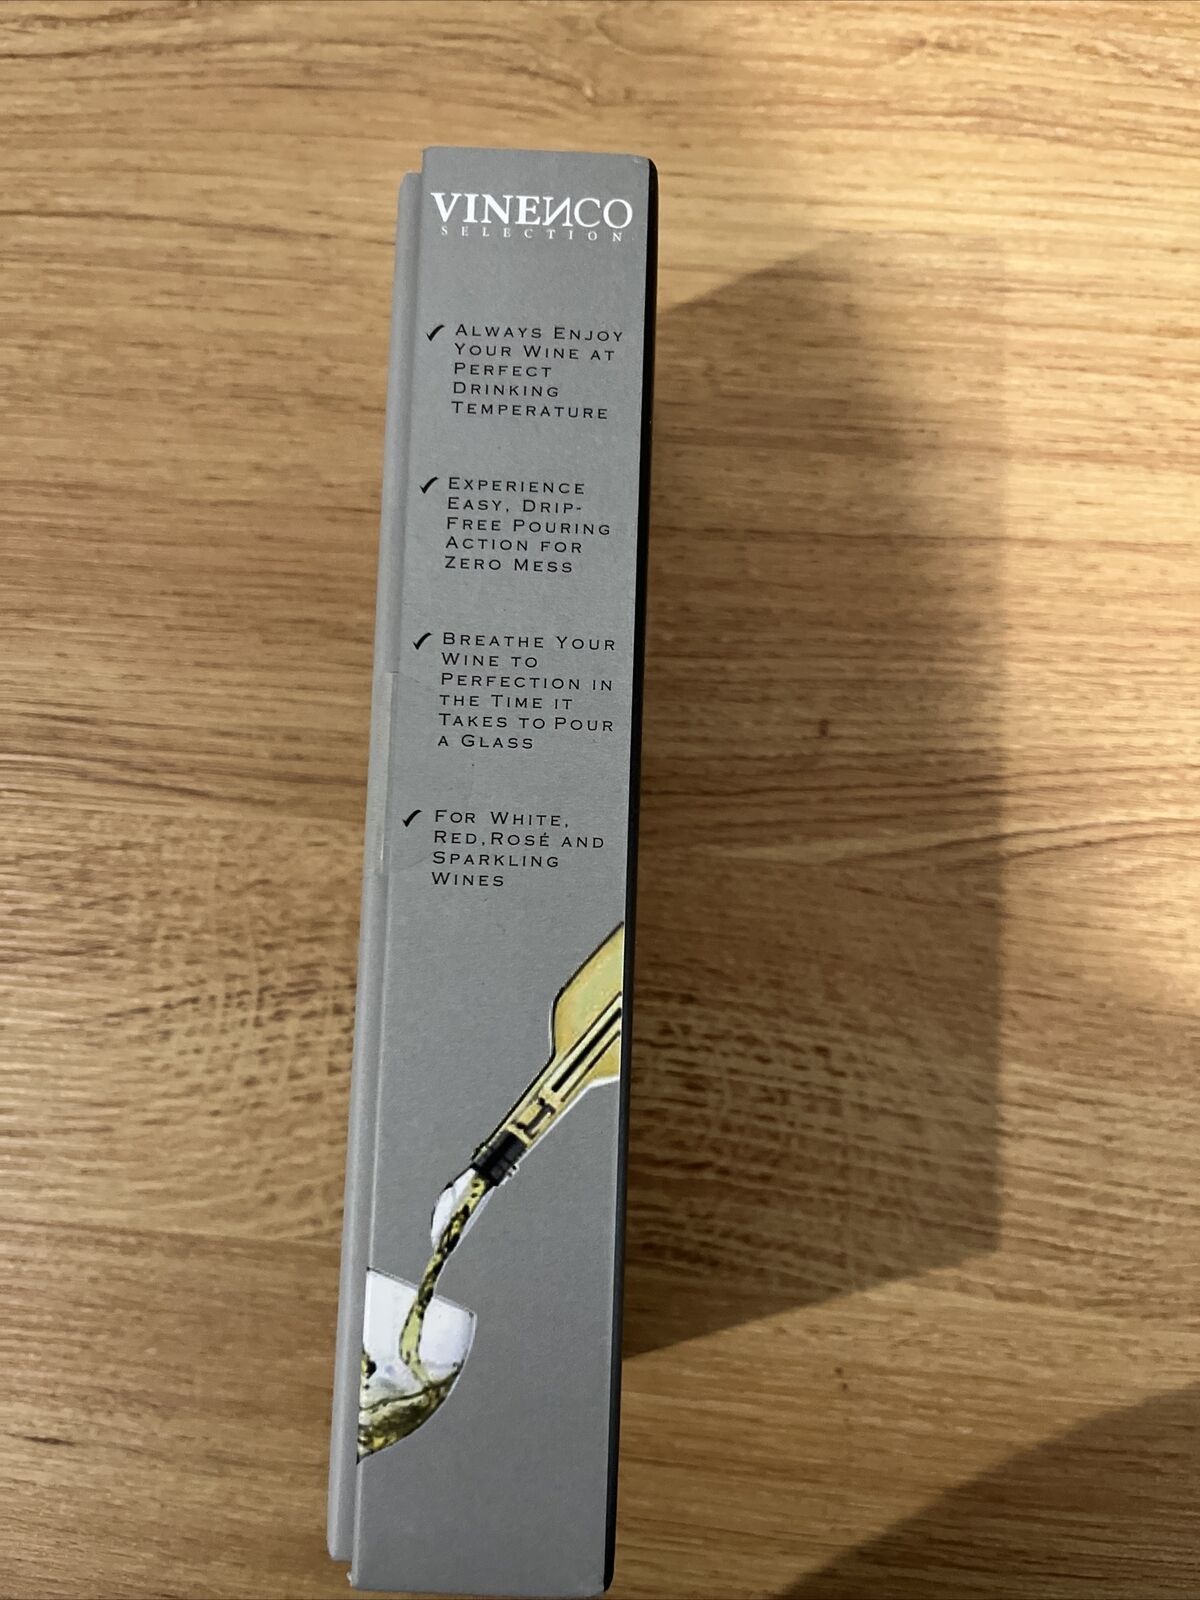 VINEИCO
SELECTION
✓ ALWAYS ENJOY
YOUR WINE AT
PERFECT
DRINKING
TEMPERATURE
✓ EXPERIENCE
EASY, DRIP-
FREE POURING
ACTION FOR
ZERO MESS
✓ BREATHE YOUR
WINE TO
PERFECTION IN
THE TIME IT
TAKES TO POUR
A GLASS
✓ FOR WHITE,
RED,ROSÉ AND
SPARKLING
WINES